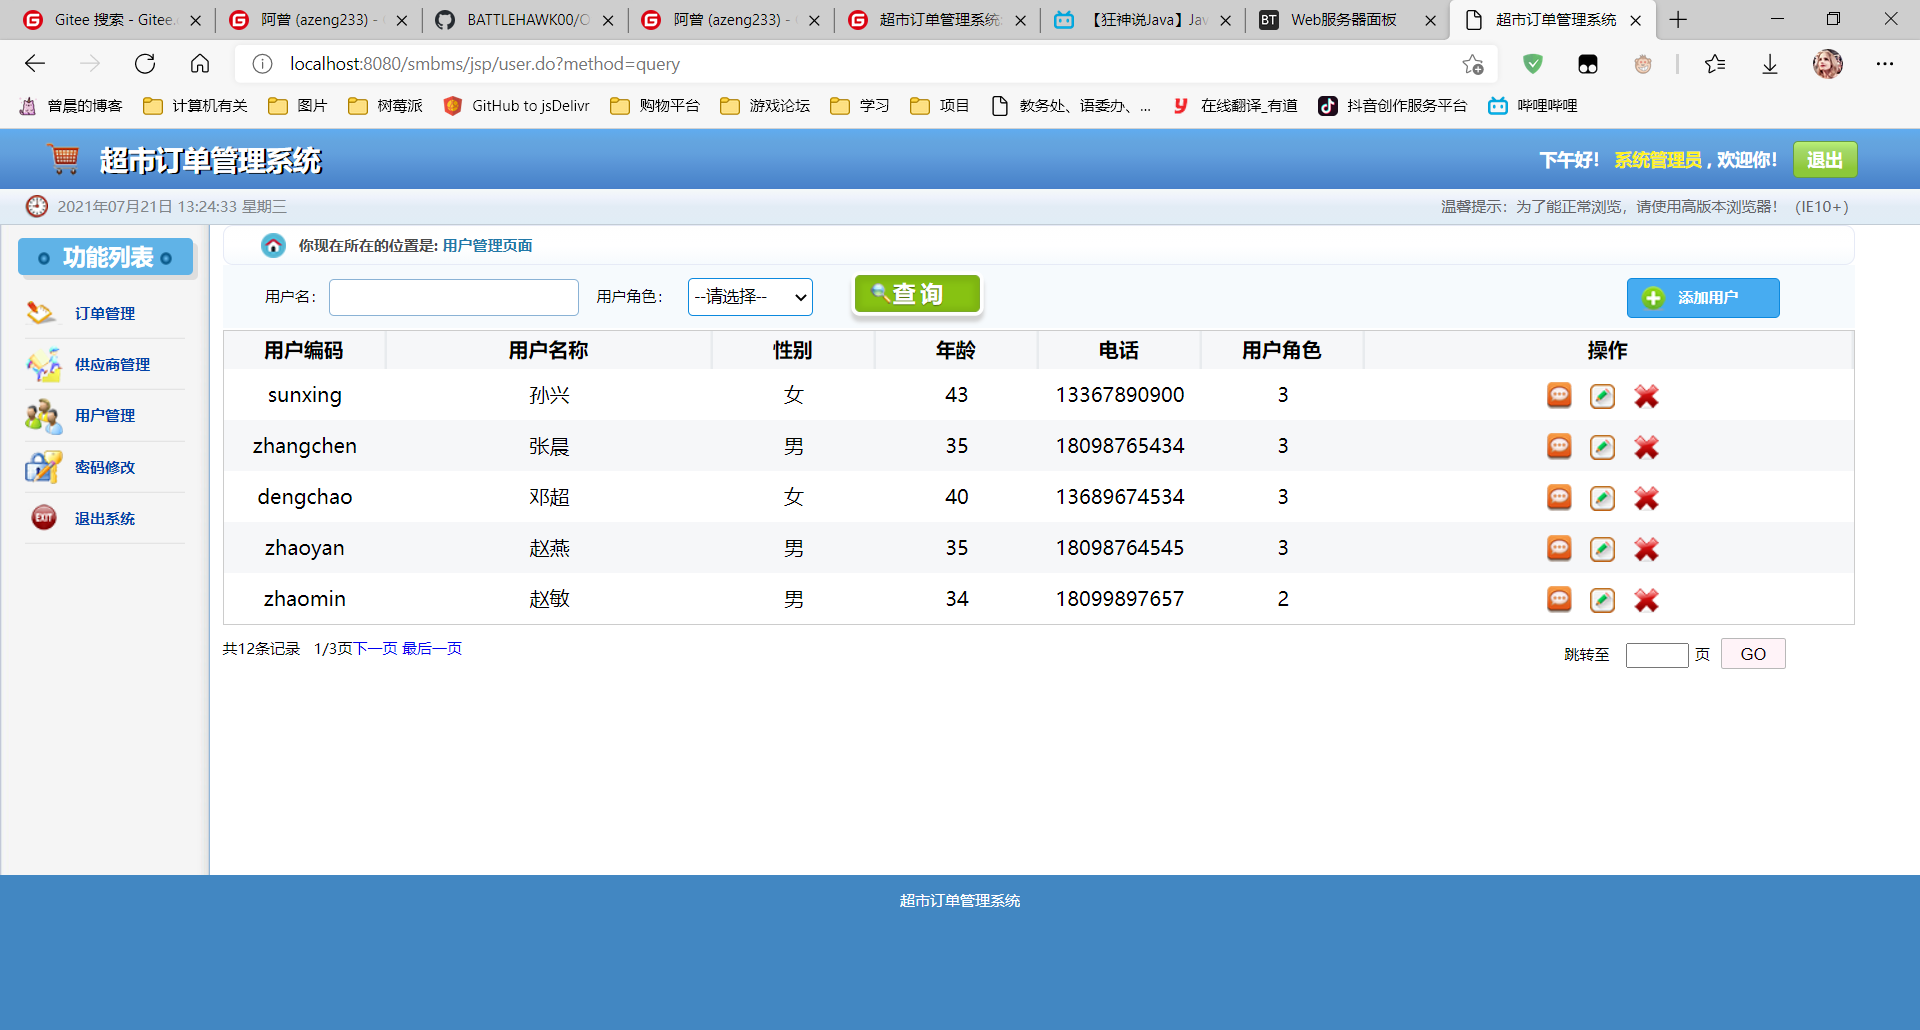 Gitee 搜索 - Gitee.
阿曾 (azeng233) -
BATTLEHAWK00/O
阿曾 (azeng233) -
超市订单管理系统
【狂神说Java】Jav
BT Web服务器面板
超市订单管理系统
localhost:8080/smbms/jsp/user.do?method=query
曾晨的博客 计算机有关 图片 树莓派 GitHub to jsDelivr 购物平台 游戏论坛 学习 项目 教务处、语委办、... 在线翻译_有道 抖音创作服务平台 哔哩哔哩
超市订单管理系统
下午好! 系统管理员 , 欢迎你! 退出
2021年07月21日 13:24:33 星期三
温馨提示: 为了能正常浏览, 请使用高版本浏览器! (IE10+)
功能列表
订单管理
供应商管理
用户管理
密码修改
EXIT 退出系统
你现在所在的位置是: 用户管理页面
用户名: 用户角色: --请选择-- 查询 添加用户
用户编码 用户名称 性别 年龄 电话 用户角色 操作
sunxing 孙兴 女 43 13367890900 3
zhangchen 张晨 男 35 18098765434 3
dengchao 邓超 女 40 13689674534 3
zhaoyan 赵燕 男 35 18098764545 3
zhaomin 赵敏 男 34 18099897657 2
共12条记录 1/3页下一页 最后一页
跳转至 页 GO
超市订单管理系统